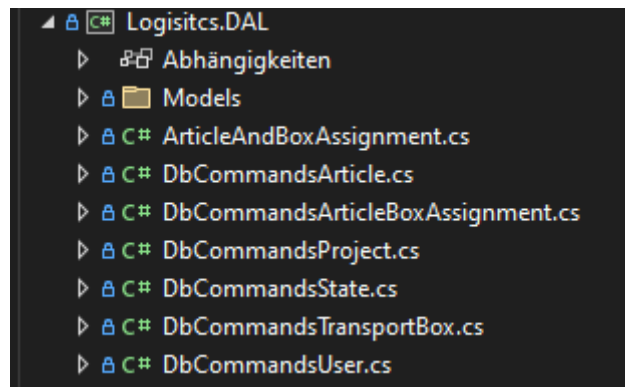 C# Logisitcs.DAL
Abhängigkeiten
Models
C# ArticleAndBoxAssignment.cs
C# DbCommandsArticle.cs
C# DbCommandsArticleBoxAssignment.cs
C# DbCommandsProject.cs
C# DbCommandsState.cs
C# DbCommandsTransportBox.cs
C# DbCommandsUser.cs